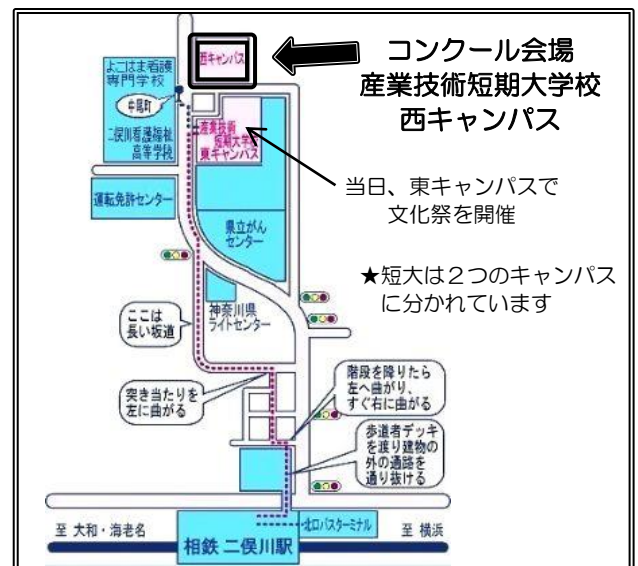 コンクール会場
産業技術短期大学校
西キャンパス
西キャンパス
よこはま看護
専門学校
中尾町
二俣川看護福祉
高等学校
産業技術
短期大学校
東キャンパス
当日、東キャンパスで
文化祭を開催
運転免許センター
県立がん
センター
★短大は２つのキャンパス
に分かれています
神奈川県
ライトセンター
ここは
長い坂道
突き当たりを
左に曲がる
階段を降りたら
左へ曲がり、
すぐ右に曲がる
歩道者デッキ
を渡り建物の
外の通路を
通り抜ける
北口バスターミナル
至 大和・海老名
相鉄 二俣川駅
至 横浜